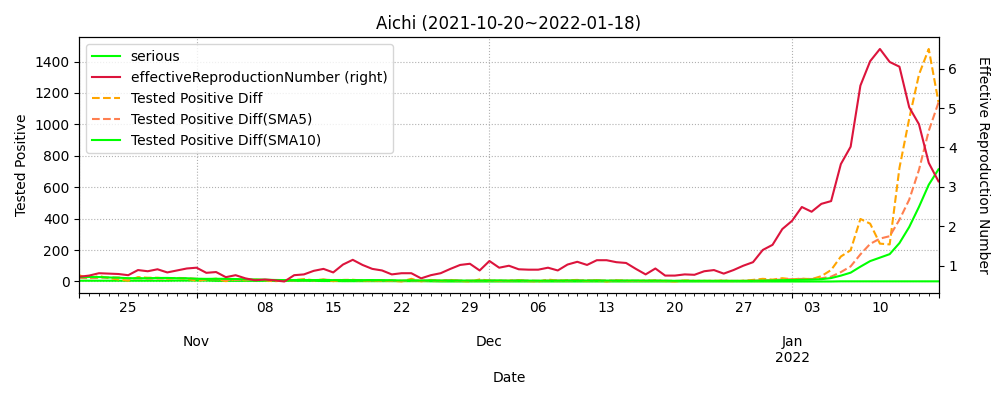 Aichi (2021-10-20~2022-01-18)
serious
effectiveReproductionNumber (right)
Tested Positive Diff
Tested Positive Diff(SMA5)
Tested Positive Diff(SMA10)
Tested Positive
1400
1200
1000
800
600
400
200
0
Effective Reproduction Number
6
5
4
3
2
1
25 08 15 22 29 06 13 20 27 03 10
Nov Dec Jan
2022
Date